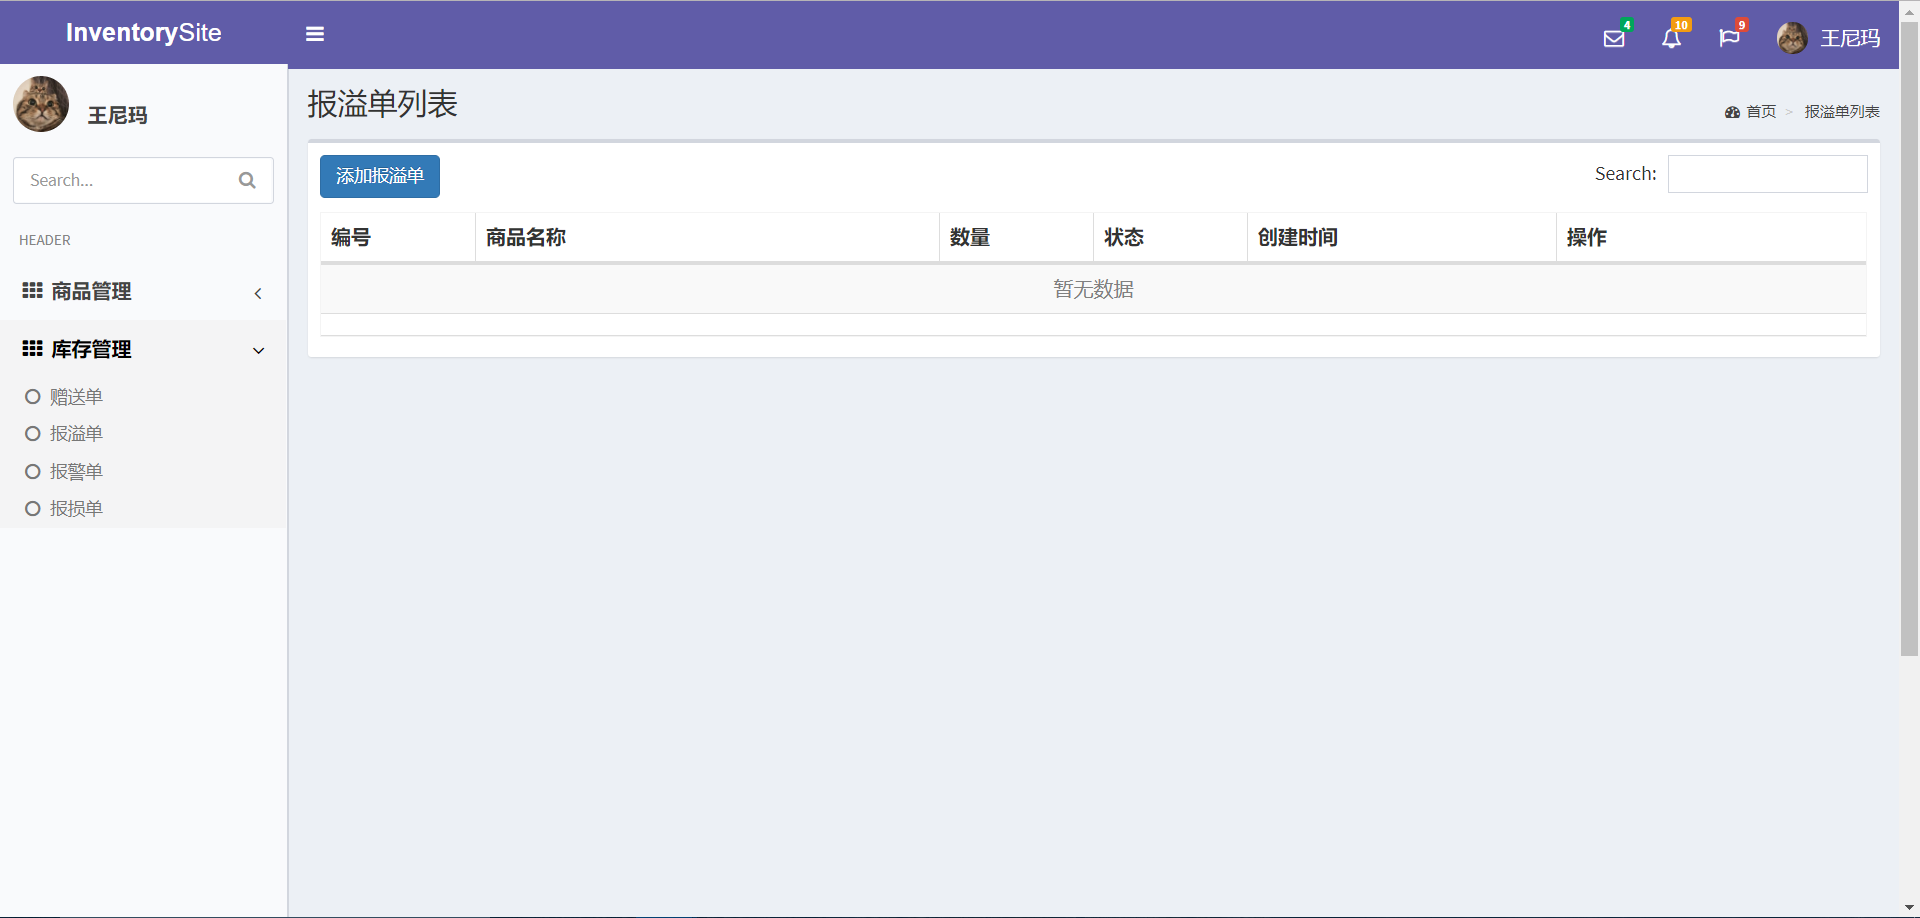 InventorySite
4
10
9
王尼玛
王尼玛
Search...
HEADER
商品管理
库存管理
赠送单
报溢单
报警单
报损单
报溢单列表
首页 > 报溢单列表
添加报溢单
Search:
编号 商品名称 数量 状态 创建时间 操作
暂无数据